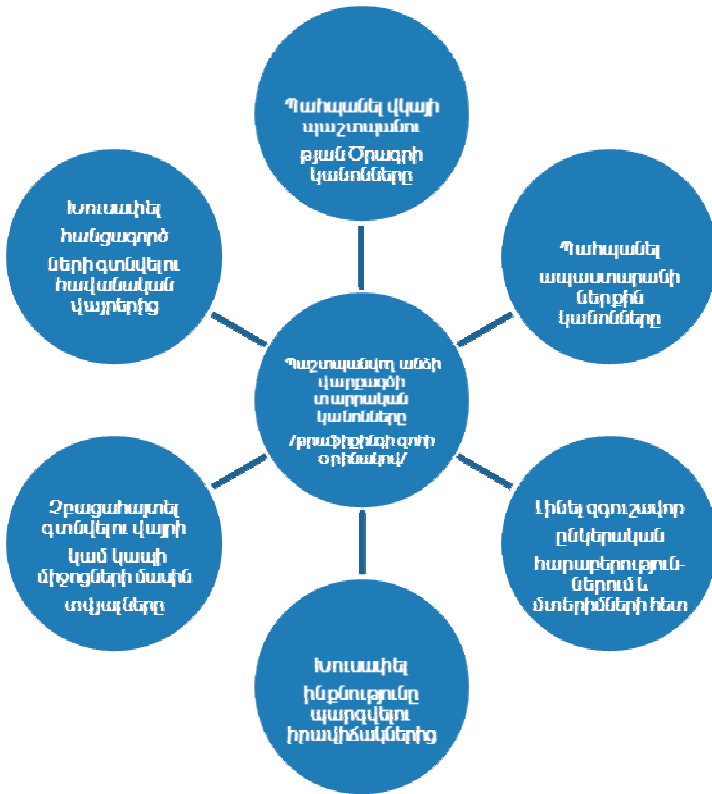 Պահպանել վկայի
պաշտպանու
թյան Ծրագրի
կանոնները
Խուսափել
հանցագործ
ների գտնվելու
հավանական
վայրերից
Պահպանել
ապաստարանի
ներքին
կանոնները
Պաշտպանվող անձի
վարքագծի
տարրական
կանոնները
/թրաֆիքինգի զոհի
օրինակով/
Չբացահայտել
գտնվելու վայրի
կամ կապի
միջոցների մասին
տվյալները
Լինել զգուշավոր
ընկերական
հարաբերություն-
ներում և
մտերիմների հետ
Խուսափել
ինքնությունը
պարզվելու
իրավիճակներից